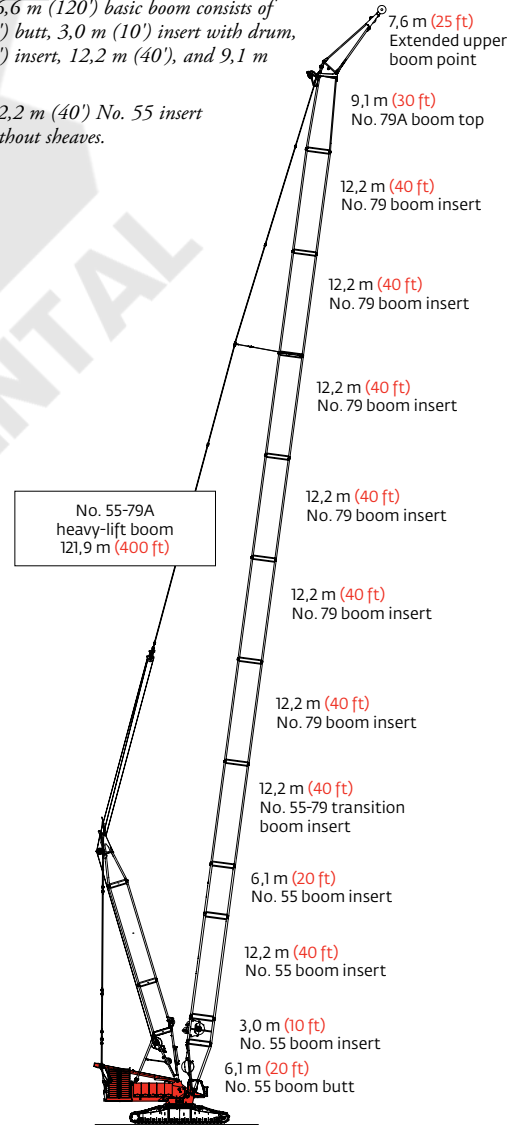 6,6 m (120') basic boom consists of
') butt, 3,0 m (10') insert with drum,
') insert, 12,2 m (40'), and 9,1 m
2,2 m (40') No. 55 insert
thout sheaves.
7,6 m (25 ft)
Extended upper
boom point
9,1 m (30 ft)
No. 79A boom top
12,2 m (40 ft)
No. 79 boom insert
12,2 m (40 ft)
No. 79 boom insert
12,2 m (40 ft)
No. 79 boom insert
12,2 m (40 ft)
No. 79 boom insert
No. 55-79A
heavy-lift boom
121,9 m (400 ft)
12,2 m (40 ft)
No. 79 boom insert
12,2 m (40 ft)
No. 79 boom insert
12,2 m (40 ft)
No. 55-79 transition
boom insert
6,1 m (20 ft)
No. 55 boom insert
12,2 m (40 ft)
No. 55 boom insert
3,0 m (10 ft)
No. 55 boom insert
6,1 m (20 ft)
No. 55 boom butt
NTAL